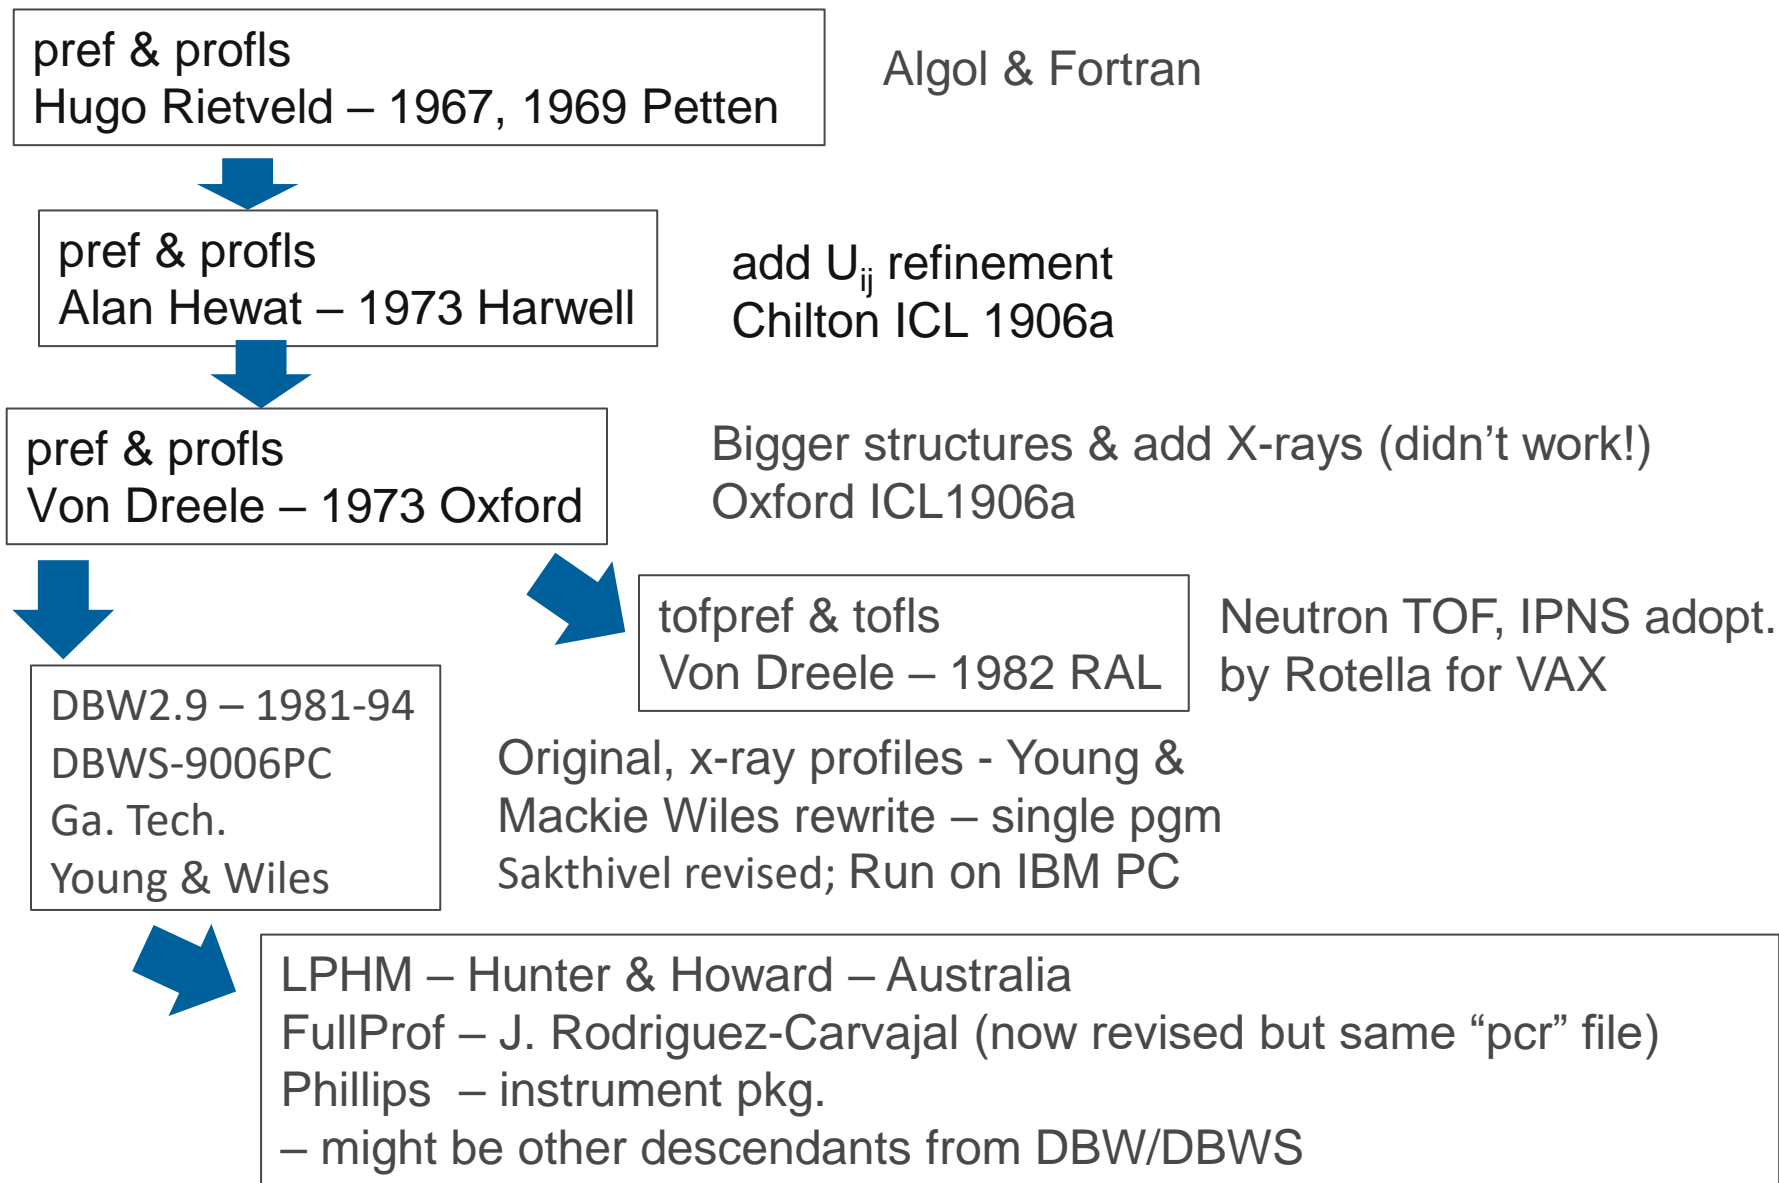 pref & profls
Hugo Rietveld – 1967, 1969 Petten
Algol & Fortran
pref & profls
Alan Hewat – 1973 Harwell
add Uij refinement
Chilton ICL 1906a
pref & profls
Von Dreele – 1973 Oxford
Bigger structures & add X-rays (didn’t work!)
Oxford ICL1906a
tofpref & tofls
Von Dreele – 1982 RAL
Neutron TOF, IPNS adopt.
by Rotella for VAX
DBW2.9 – 1981-94
DBWS-9006PC
Ga. Tech.
Young & Wiles
Original, x-ray profiles - Young &
Mackie Wiles rewrite – single pgm
Sakthivel revised; Run on IBM PC
LPHM – Hunter & Howard – Australia
FullProf – J. Rodriguez-Carvajal (now revised but same “pcr” file)
Phillips – instrument pkg.
– might be other descendants from DBW/DBWS